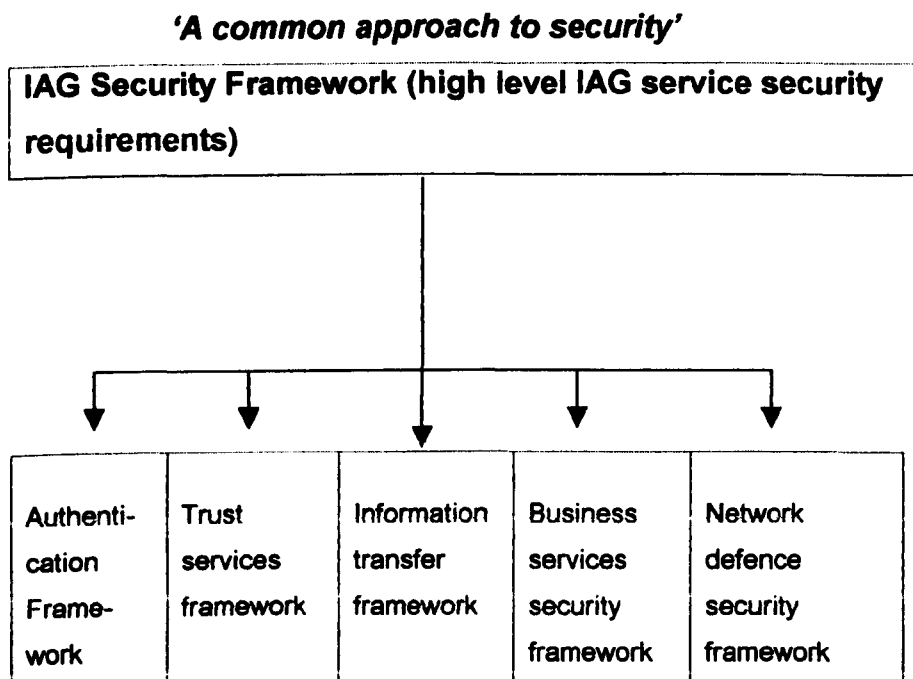 ‘A common approach to security’
IAG Security Framework (high level IAG service security
requirements)
Authenti-
cation
Frame-
work
Trust
services
framework
Information
transfer
framework
Business
services
security
framework
Network
defence
security
framework